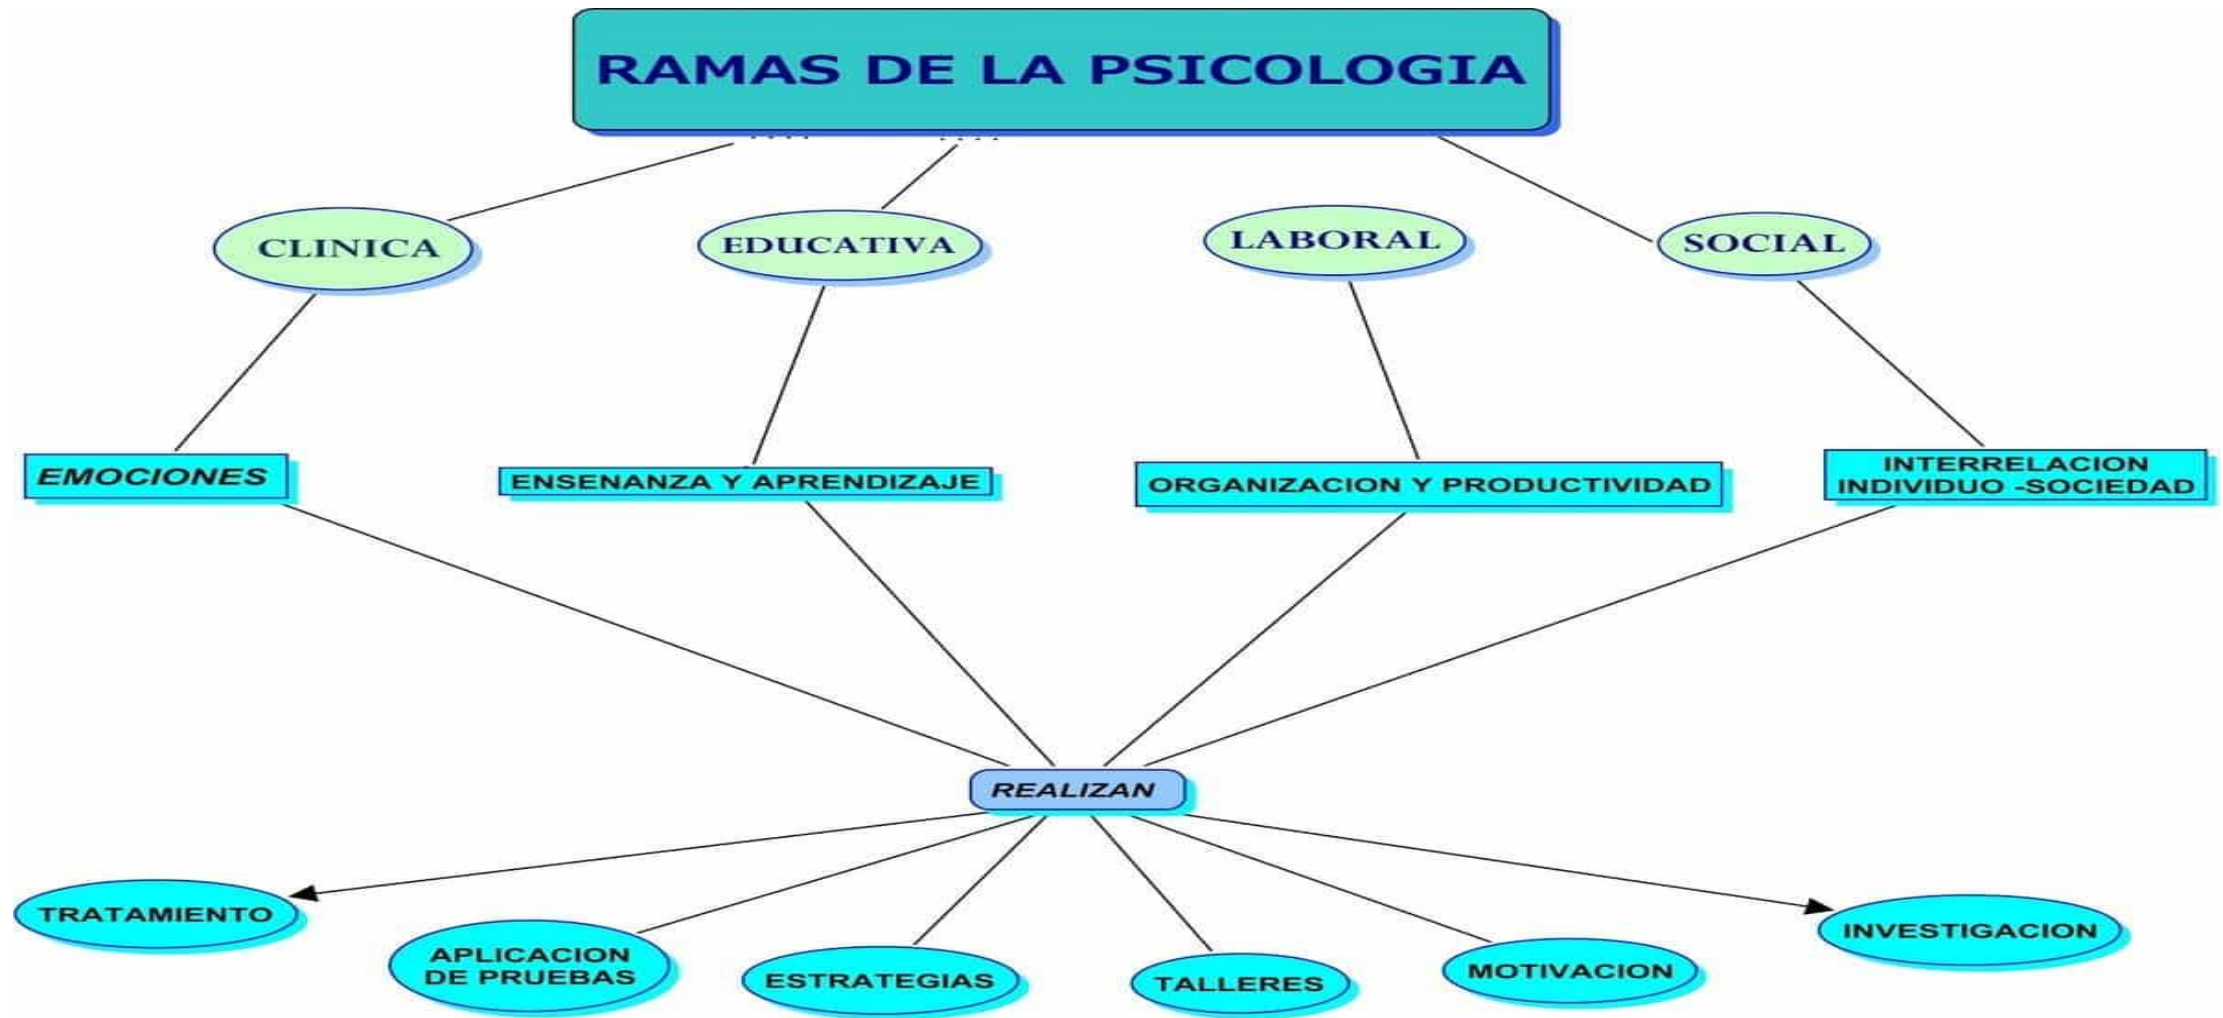 RAMAS DE LA PSICOLOGIA
CLINICA
EDUCATIVA
LABORAL
SOCIAL
EMOCIONES
ENSENANZA Y APRENDIZAJE
ORGANIZACION Y PRODUCTIVIDAD
INTERRELACION
INDIVIDUO -SOCIEDAD
REALIZAN
TRATAMIENTO
APLICACION
DE PRUEBAS
ESTRATEGIAS
TALLERES
MOTIVACION
INVESTIGACION